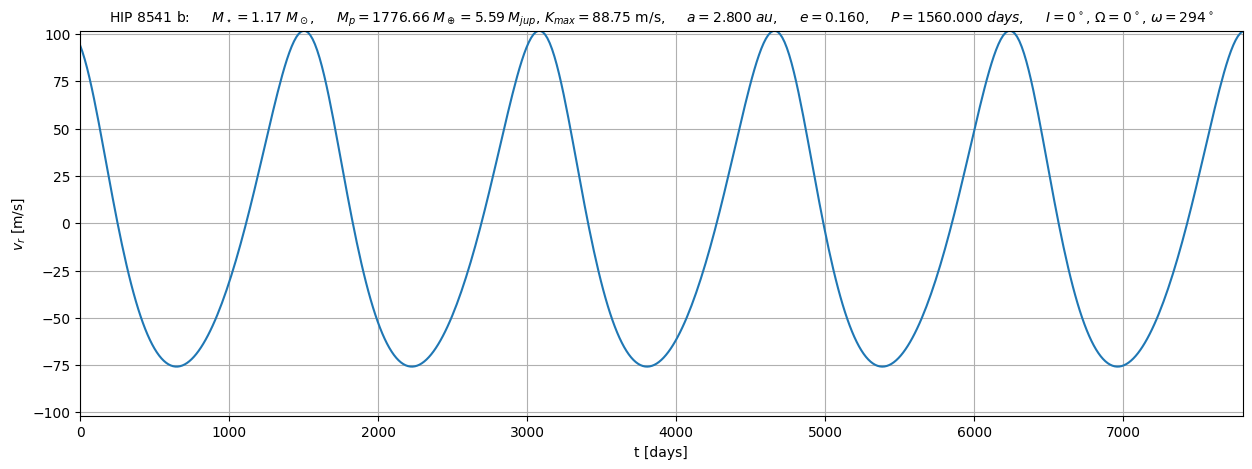 HIP 8541 b: M⋆ = 1.17 M⊙, Mp = 1776.66 M⊕ = 5.59 Mjup, Kmax = 88.75 m/s, a = 2.800 au, e = 0.160, P = 1560.000 days, I = 0°, Ω = 0°, ω = 294°
100
75
50
25
0
−25
−50
−75
−100
vr [m/s]
0 1000 2000 3000 4000 5000 6000 7000
t [days]